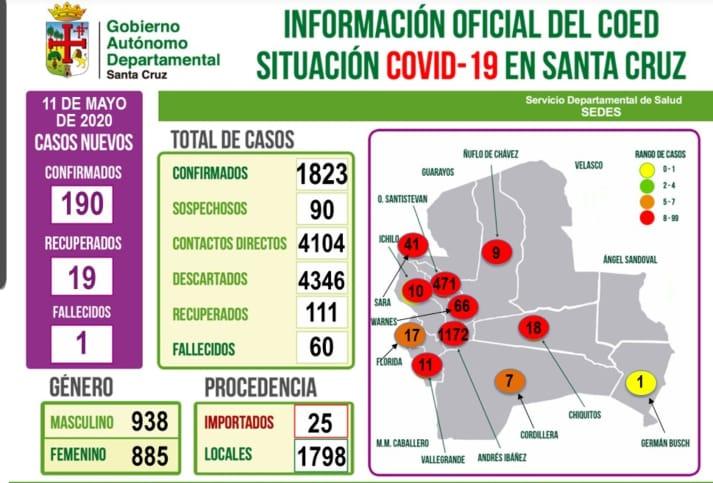 Gobierno
Autónomo
Departamental
Santa Cruz
INFORMACIÓN OFICIAL DEL COED
SITUACIÓN COVID-19 EN SANTA CRUZ
Servicio Departamental de Salud
SEDES
11 DE MAYO
DE 2020
CASOS NUEVOS
CONFIRMADOS
190
RECUPERADOS
19
FALLECIDOS
1
TOTAL DE CASOS
CONFIRMADOS 1823
SOSPECHOSOS 90
CONTACTOS DIRECTOS 4104
DESCARTADOS 4346
RECUPERADOS 111
FALLECIDOS 60
GÉNERO
MASCULINO 938
FEMENINO 885
PROCEDENCIA
IMPORTADOS 25
LOCALES 1798
ÑUFLO DE CHÁVEZ
GUARAYOS
VELASCO
RANGO DE CASOS
0 - 1
2 - 4
5 - 7
8 - 99
O. SANTISTEVAN
ICHILO
41
9
ÁNGEL SANDOVAL
10
471
SARA
66
WARNES
17
1172
18
FLORIDA
11
7
1
CHIQUITOS
CORDILLERA
GERMÁN BUSCH
M.M. CABALLERO
VALLEGRANDE
ANDRÉS IBÁÑEZ